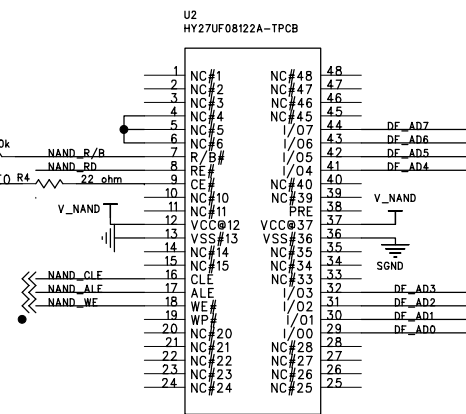 U2
HY27UF08122A-TPCB
1 NC#1 NC#48 48
2 NC#2 NC#47 47
3 NC#3 NC#46 46
4 NC#4 NC#45 45
5 NC#5 I/O7 44 DF_AD7
6 NC#6 I/O6 43 DF_AD6
0k NAND_R/B 7 R/B# I/O5 42 DF_AD5
NAND_RD 8 RE# I/O4 41 DF_AD4
R4 22 ohm 9 CE# NC#40 40
10 NC#10 NC#39 39
V_NAND 11 NC#11 PRE 38 V_NAND
12 VCC@12 VCC@37 37
13 VSS#13 VSS#36 36
14 NC#14 NC#35 35
15 NC#15 NC#34 34 SGND
NAND_CLE 16 CLE NC#33 33
NAND_ALE 17 ALE I/O3 32 DF_AD3
NAND_WE 18 WE# I/O2 31 DF_AD2
19 WP# I/O1 30 DF_AD1
20 NC#20 I/O0 29 DF_AD0
21 NC#21 NC#28 28
22 NC#22 NC#27 27
23 NC#23 NC#26 26
24 NC#24 NC#25 25